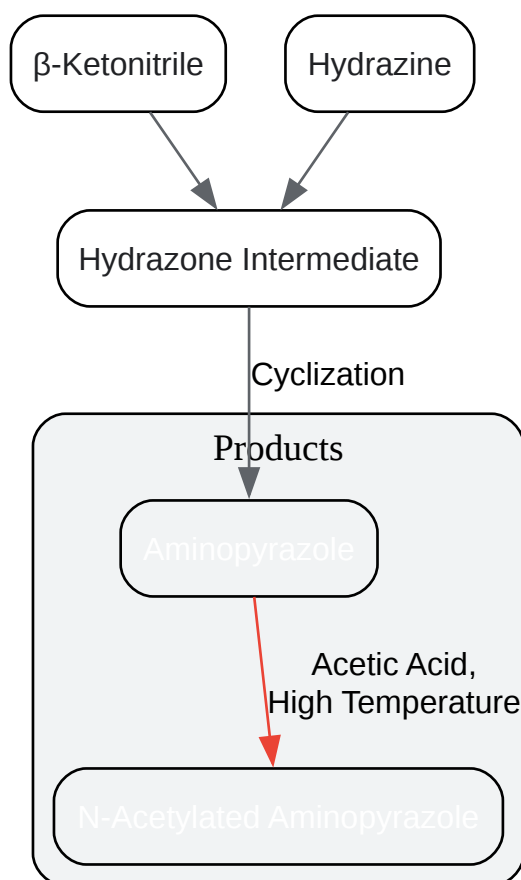 β-Ketonitrile
Hydrazine
Hydrazone Intermediate
Cyclization
Products
Aminopyrazole
Acetic Acid,
High Temperature
N-Acetylated Aminopyrazole